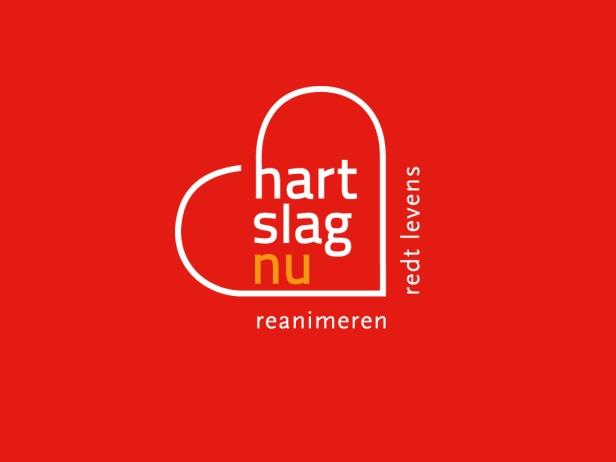 hart
slag
nu
reanimeren
redt levens